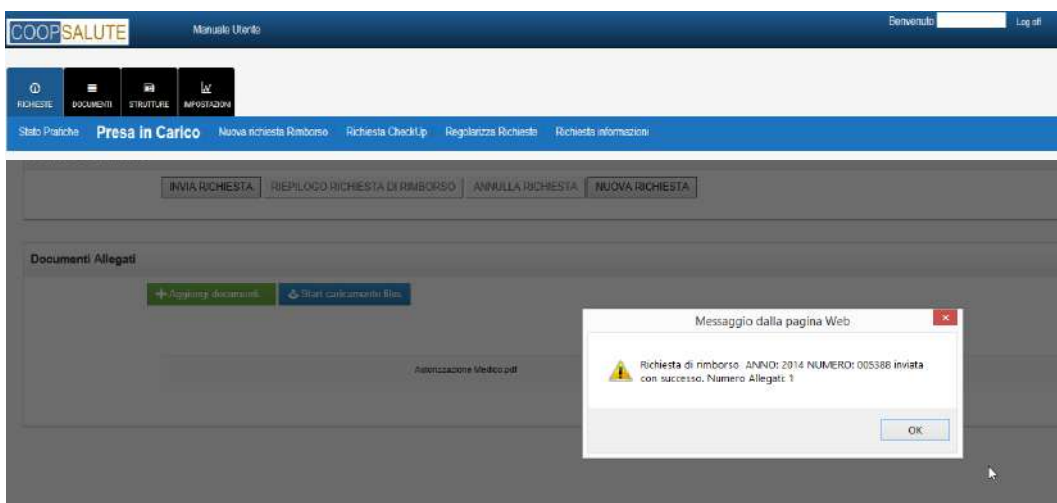 COOPSALUTE Manuale Utente Benvenuto Log off
RICHIESTE DOCUMENTI STRUTTURE IMPOSTAZIONI
Stato Pratiche Presa in Carico Nuova richiesta Rimborso Richiesta CheckUp Regolarizza Richieste Richiesta informazioni
INVIA RICHIESTA RIEPILOGO RICHIESTA DI RIMBORSO ANNULLA RICHIESTA NUOVA RICHIESTA
Documenti Allegati
Aggiungi documenti. Start caricamento files
Messaggio dalla pagina Web
Autorizzazione Medico.pdf
Richiesta di rimborso ANNO: 2014 NUMERO: 005388 inviata
con successo. Numero Allegati: 1
OK